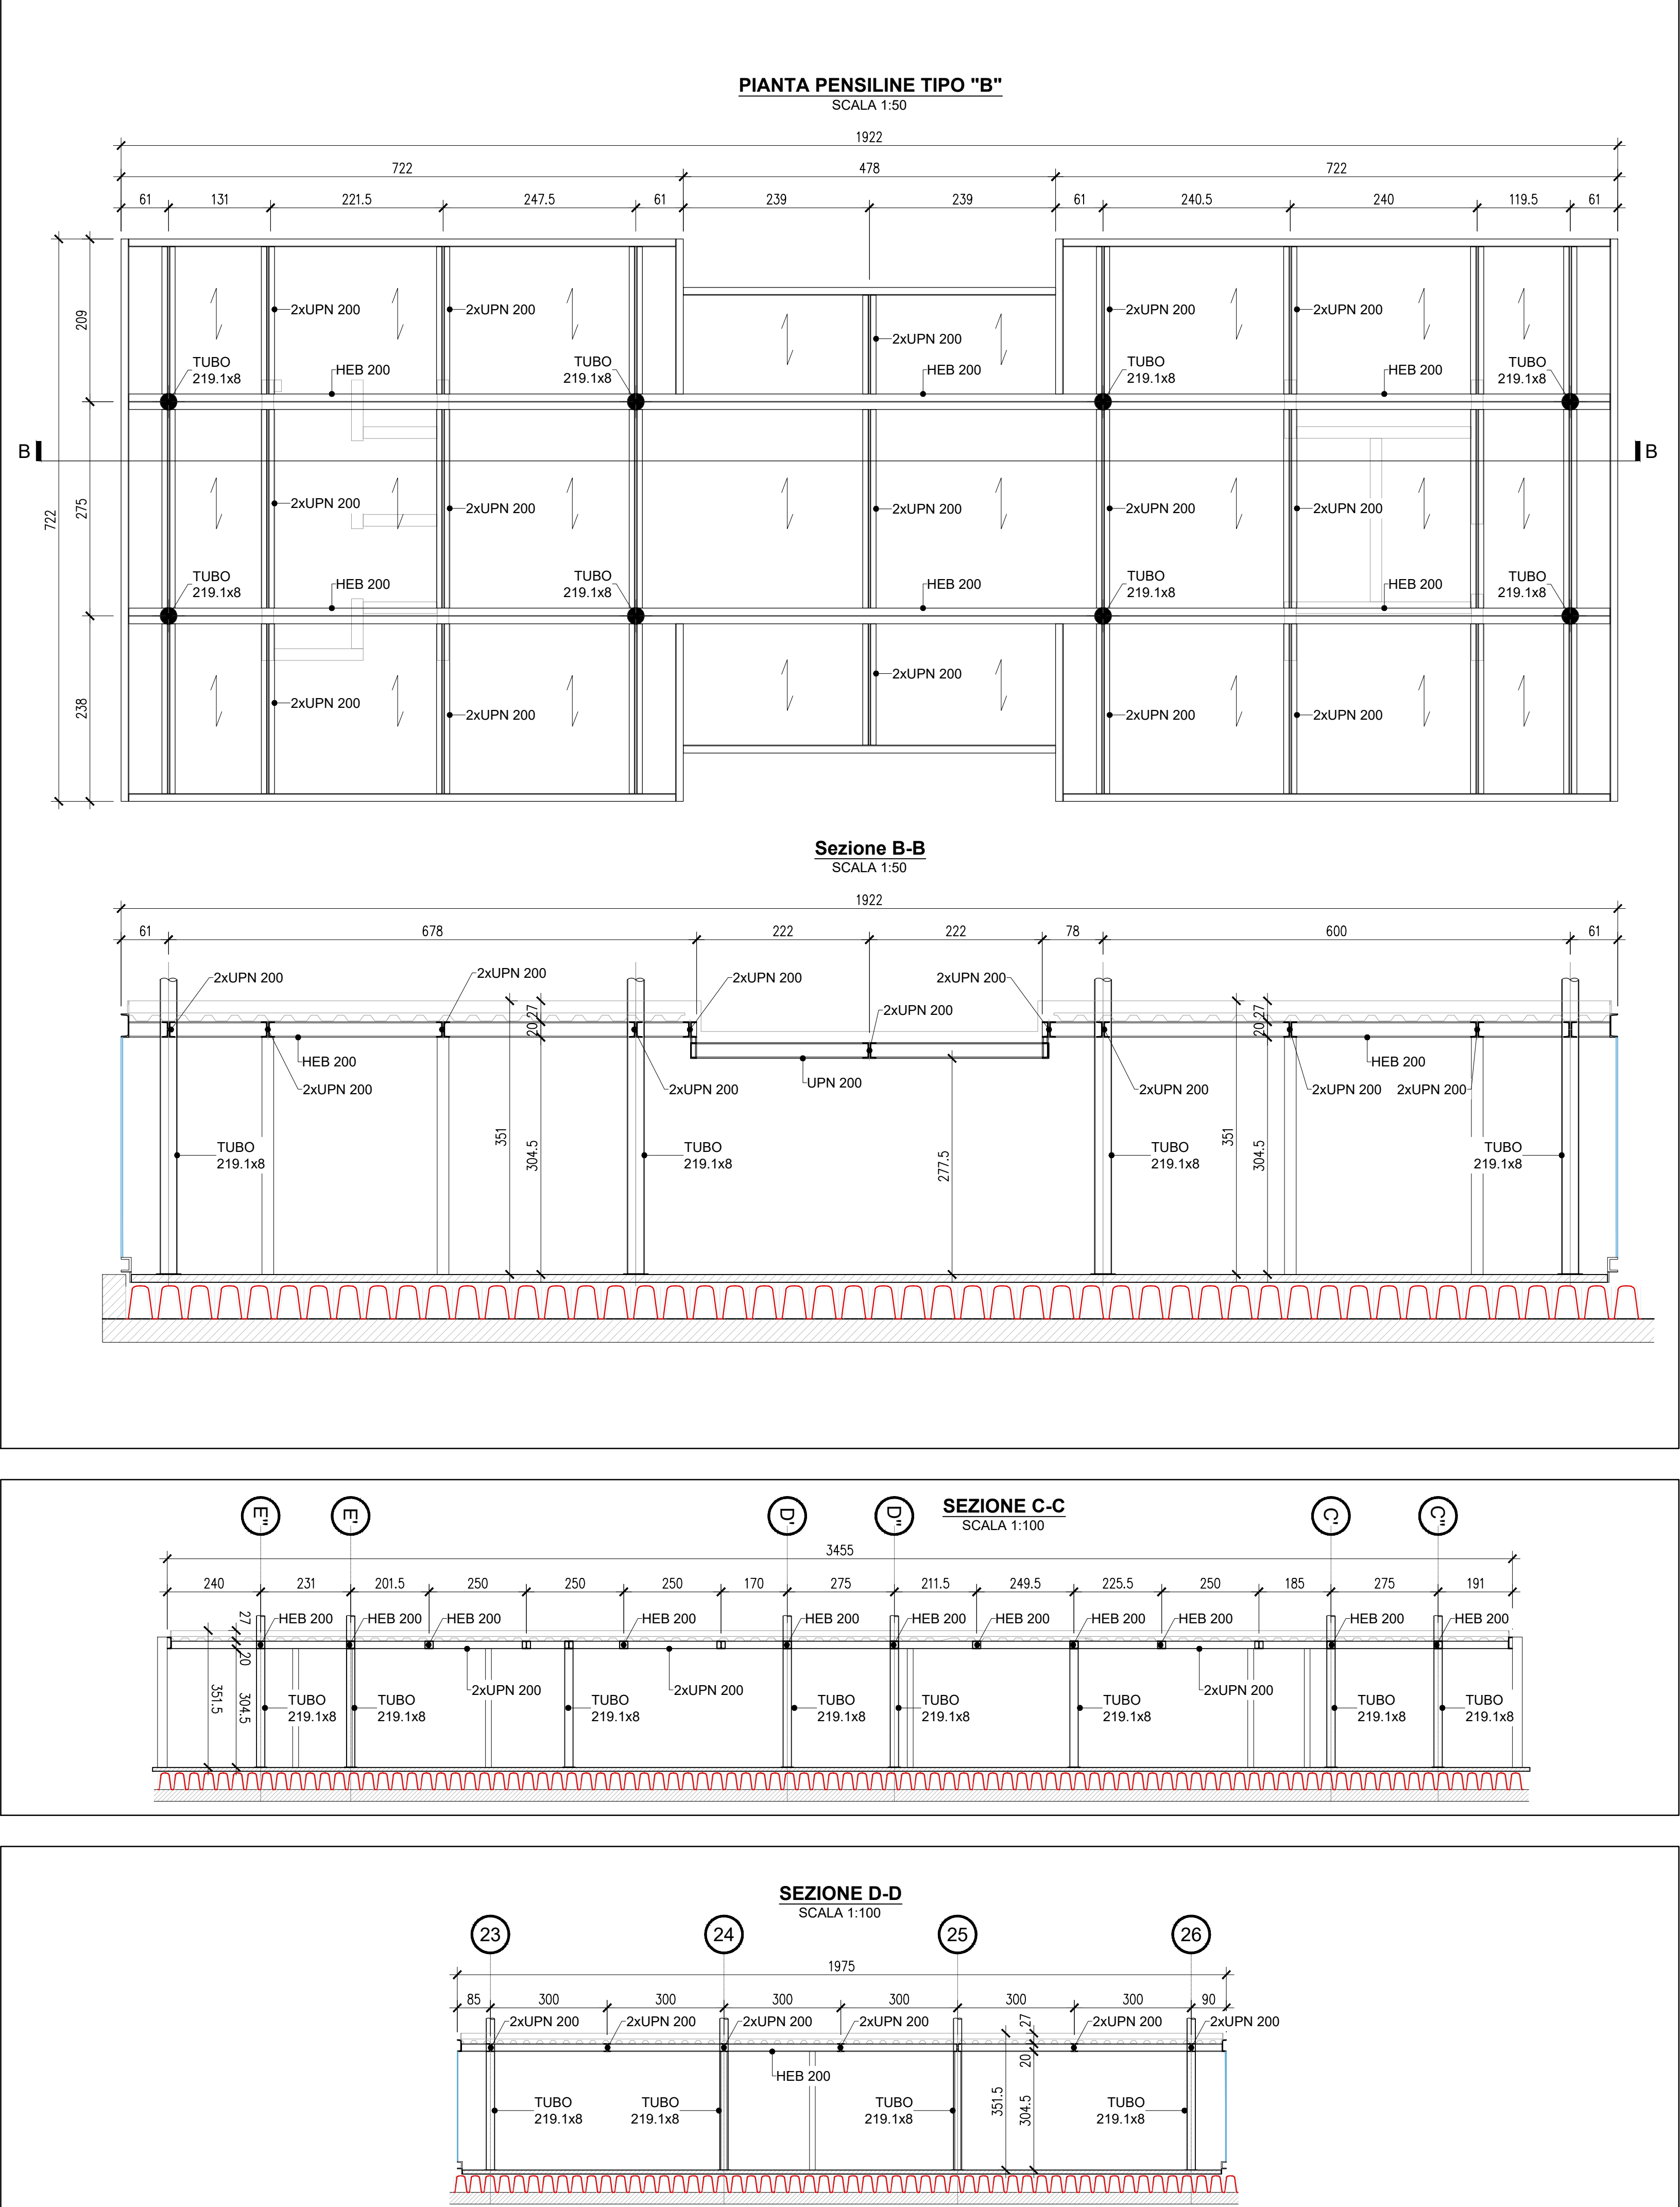 PIANTA PENSILINE TIPO "B"
SCALA 1:50
1922
722 478 722
61 131 221.5 247.5 61 239 239 61 240.5 240 119.5 61
209
275
238
722
2xUPN 200 2xUPN 200 2xUPN 200 2xUPN 200 2xUPN 200
TUBO
219.1x8
HEB 200
TUBO
219.1x8
HEB 200
TUBO
219.1x8
HEB 200
TUBO
219.1x8
B B
2xUPN 200 2xUPN 200 2xUPN 200 2xUPN 200 2xUPN 200
TUBO
219.1x8
HEB 200
TUBO
219.1x8
HEB 200
TUBO
219.1x8
HEB 200
TUBO
219.1x8
2xUPN 200 2xUPN 200 2xUPN 200 2xUPN 200 2xUPN 200
Sezione B-B
SCALA 1:50
1922
61 678 222 222 78 600 61
2xUPN 200 2xUPN 200 2xUPN 200 2xUPN 200
2xUPN 200
27 27
20 20
HEB 200 HEB 200
2xUPN 200 2xUPN 200 UPN 200 2xUPN 200 2xUPN 200 2xUPN 200
351 304.5 277.5 351 304.5
TUBO
219.1x8
TUBO
219.1x8
TUBO
219.1x8
TUBO
219.1x8
E" E' D' D" C' C"
SEZIONE C-C
SCALA 1:100
3455
240 231 201.5 250 250 250 170 275 211.5 249.5 225.5 250 185 275 191
27
HEB 200 HEB 200 HEB 200 HEB 200 HEB 200 HEB 200 HEB 200 HEB 200 HEB 200 HEB 200 HEB 200
20
351.5 304.5
2xUPN 200 2xUPN 200 2xUPN 200
TUBO
219.1x8
TUBO
219.1x8
TUBO
219.1x8
TUBO
219.1x8
TUBO
219.1x8
TUBO
219.1x8
TUBO
219.1x8
TUBO
219.1x8
SEZIONE D-D
SCALA 1:100
23 24 25 26
1975
85 300 300 300 300 300 300 90
2xUPN 200 2xUPN 200 2xUPN 200 2xUPN 200 27 2xUPN 200 2xUPN 200
20
HEB 200
351.5 304.5
TUBO
219.1x8
TUBO
219.1x8
TUBO
219.1x8
TUBO
219.1x8